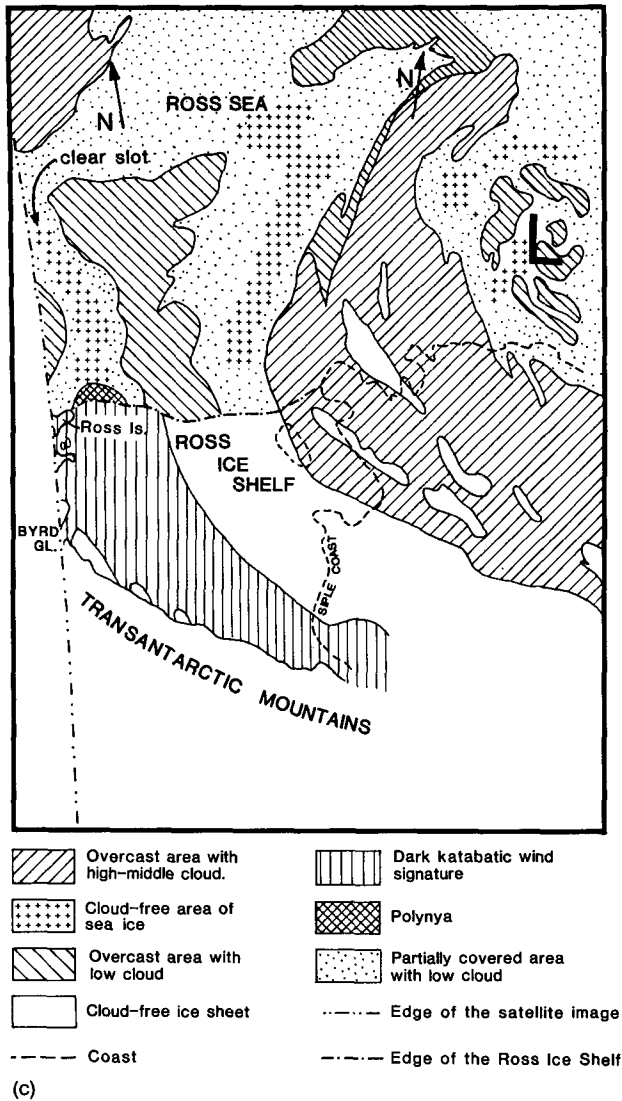 N
ROSS SEA
N
clear slot
L
Ross Is.
ROSS
ICE
SHELF
BYRD
GL.
SIPLE COAST
TRANSANTARCTIC MOUNTAINS
Overcast area with
high-middle cloud.
Dark katabatic wind
signature
Cloud-free area of
sea ice
Polynya
Overcast area with
low cloud
Partially covered area
with low cloud
Cloud-free ice sheet
Edge of the satellite image
Coast
Edge of the Ross Ice Shelf
(c)